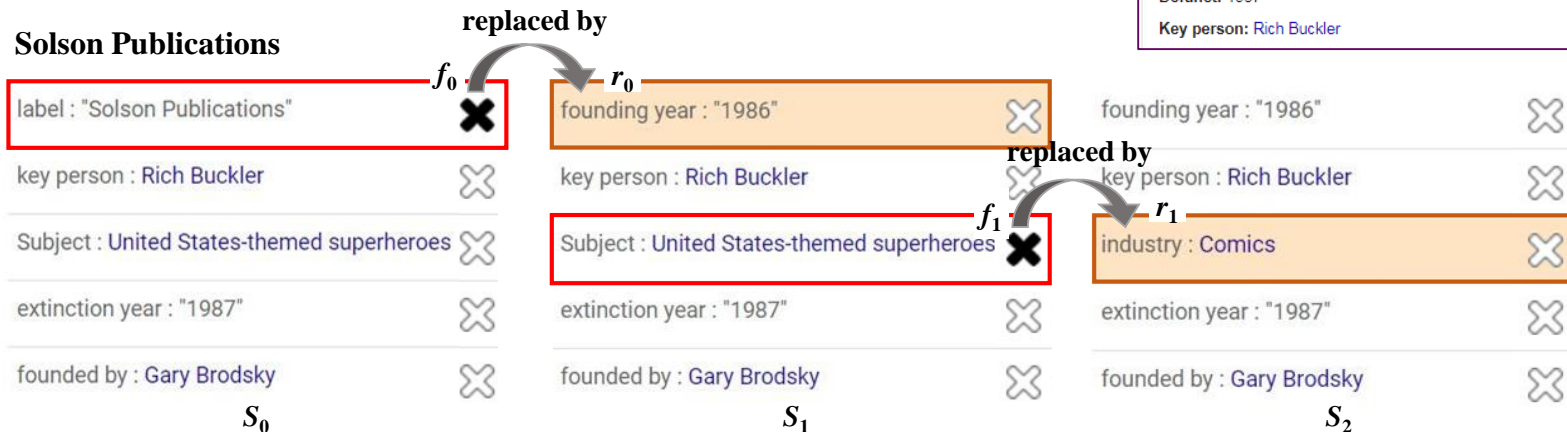 Key person: Rich Buckler
replaced by
Solson Publications
f0
r0
label : "Solson Publications"
founding year : "1986"
founding year : "1986"
replaced by
key person : Rich Buckler
key person : Rich Buckler
key person : Rich Buckler
f1
r1
Subject : United States-themed superheroes
Subject : United States-themed superheroes
industry : Comics
extinction year : "1987"
extinction year : "1987"
extinction year : "1987"
founded by : Gary Brodsky
founded by : Gary Brodsky
founded by : Gary Brodsky
S0
S1
S2